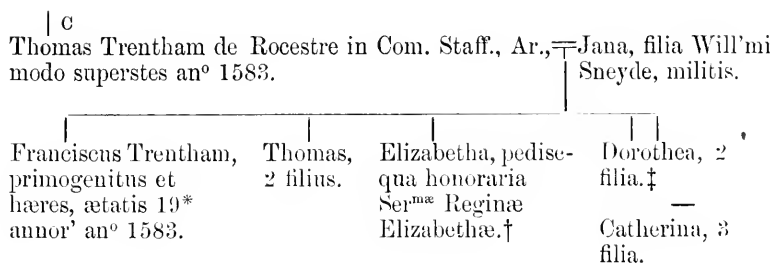 C
Thomas Trentham de Rocestre in Com. Staff., Ar.,=Jana, filia Will'mi
modo superstes anº 1583. Sneyde, militis.
Franciscus Trentham, Thomas, Elizabetha, pedise- Dorothea, 2
primogenitus et 2 filius. qua honoraria filia.‡
hæres, ætatis 19* Serᵐᵃᵉ Reginæ —
annor' anº 1583. Elizabethæ.† Catherina, 3
filia.